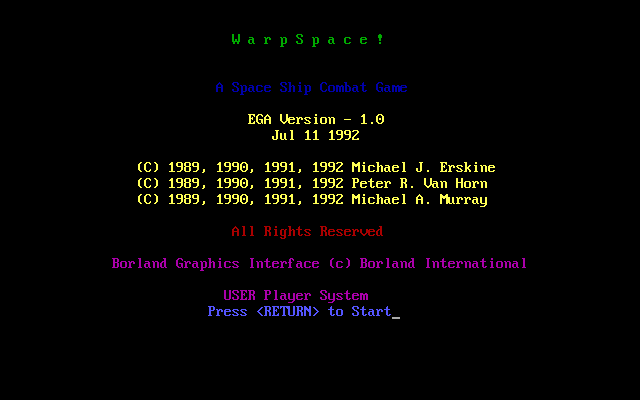 W a r p S p a c e !
A Space Ship Combat Game
EGA Version - 1.0
Jul 11 1992
(C) 1989, 1990, 1991, 1992 Michael J. Erskine
(C) 1989, 1990, 1991, 1992 Peter R. Van Horn
(C) 1989, 1990, 1991, 1992 Michael A. Murray
All Rights Reserved
Borland Graphics Interface (c) Borland International
USER Player System
Press <RETURN> to Start_